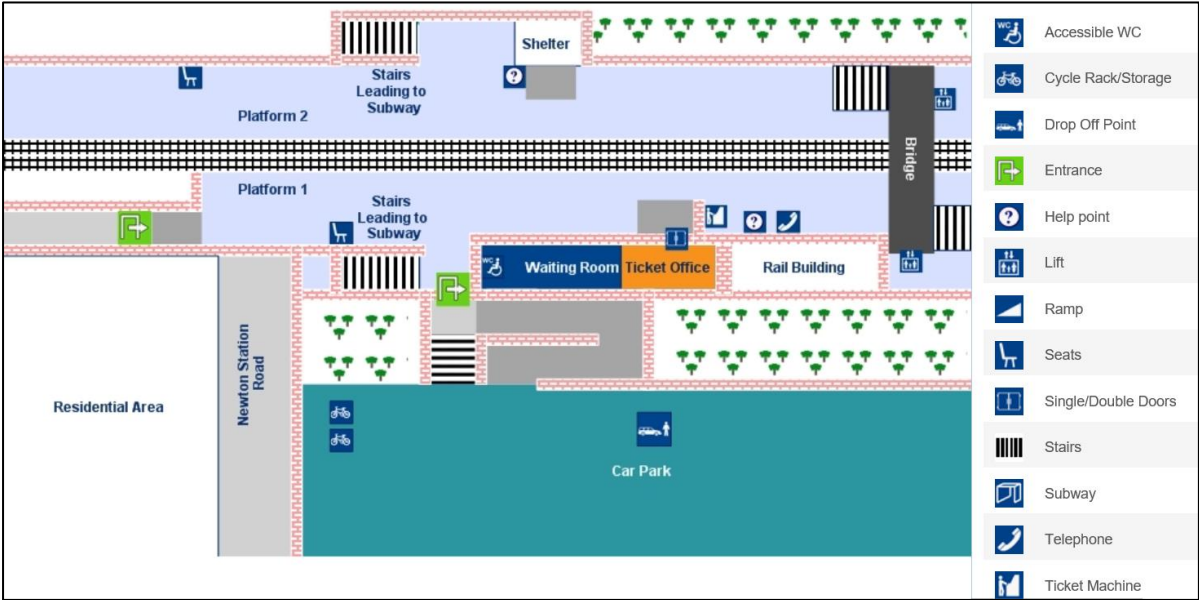 Shelter
Stairs
Leading to
Subway
Platform 2
Bridge
Platform 1
Stairs
Leading to
Subway
WC
Waiting Room
Ticket Office
Rail Building
Newton Station
Road
Residential Area
Car Park
WC
Accessible WC
Cycle Rack/Storage
Drop Off Point
Entrance
?
Help point
Lift
Ramp
Seats
Single/Double Doors
Stairs
Subway
Telephone
Ticket Machine